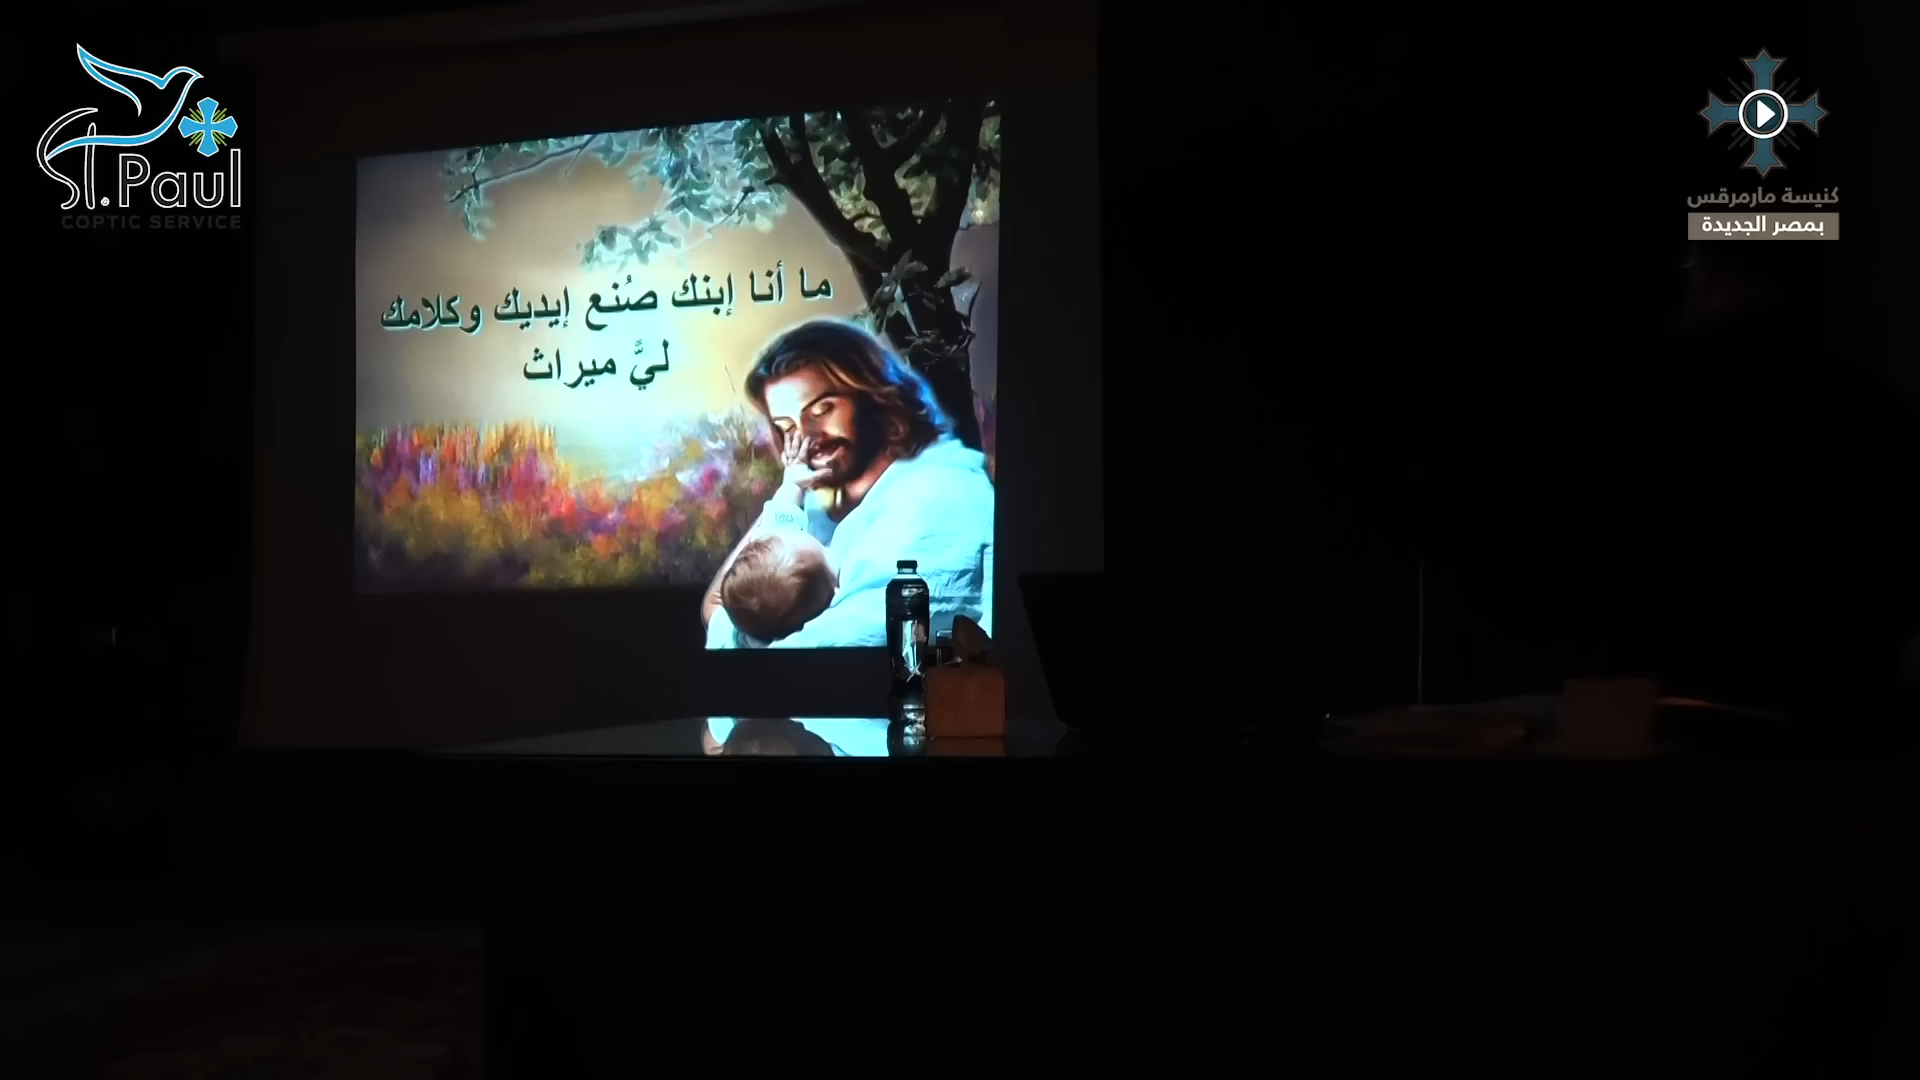 St. Paul
COPTIC SERVICE
كنيسة مارمرقس
بمصر الجديدة
ما أنا إبنك صُنع إيديك وكلامك
ليَّ ميراث